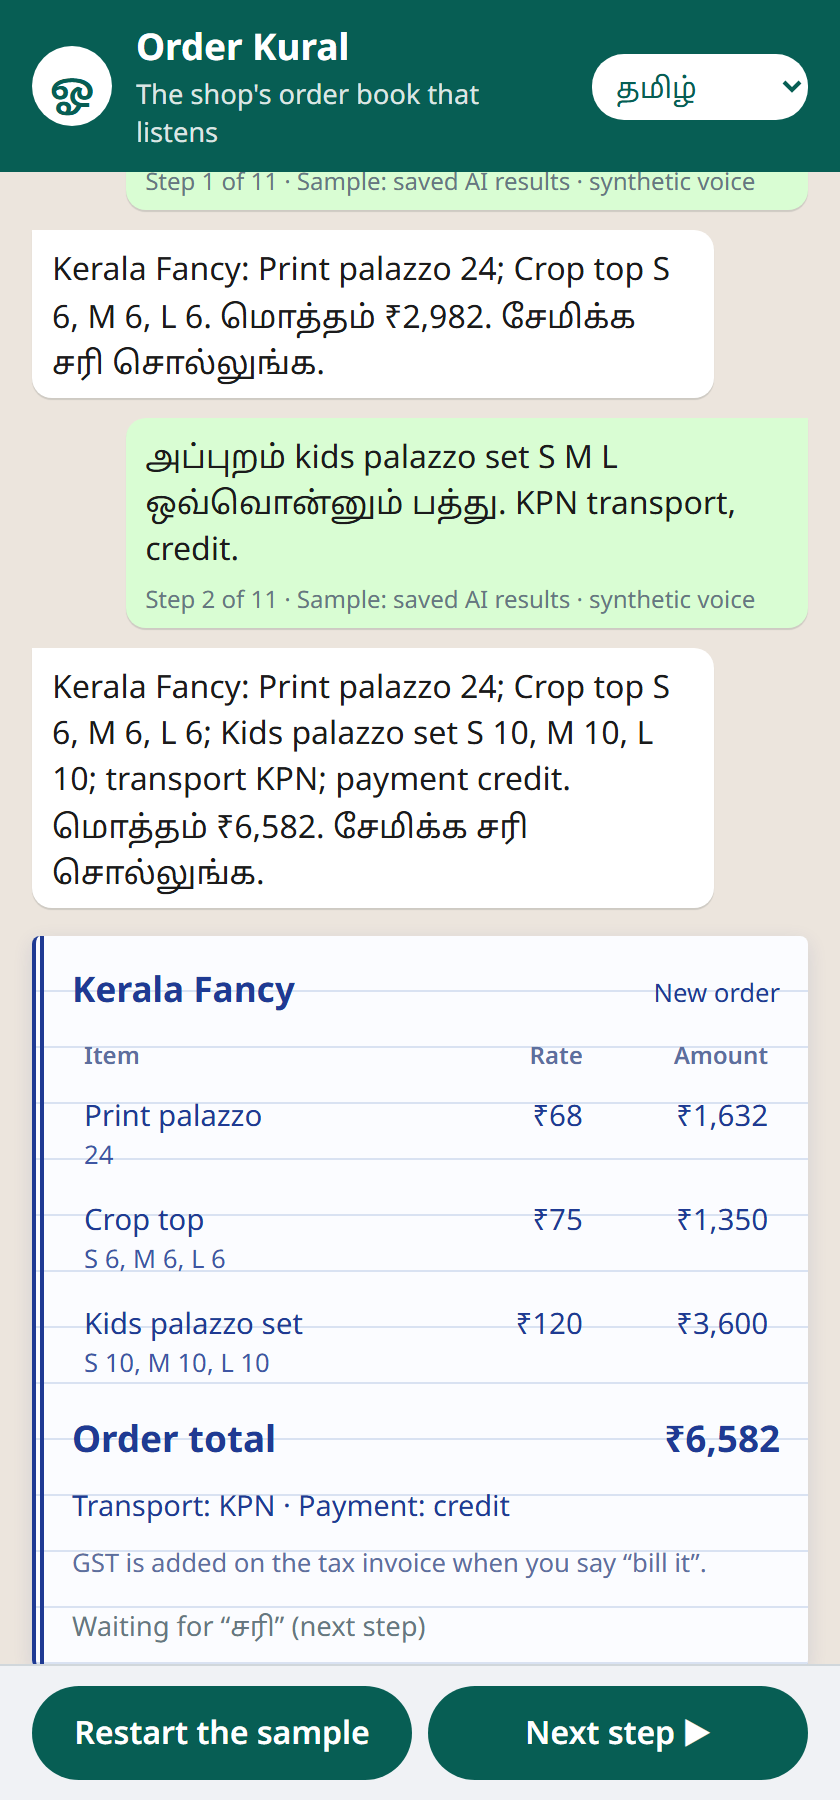 ஓ
Order Kural
The shop's order book that
listens
தமிழ்
Step 1 of 11 · Sample: saved AI results · synthetic voice
Kerala Fancy: Print palazzo 24; Crop top S
6, M 6, L 6. மொத்தம் ₹2,982. சேமிக்க
சரி சொல்லுங்க.
அப்புறம் kids palazzo set S M L
ஒவ்வொன்னும் பத்து. KPN transport,
credit.
Step 2 of 11 · Sample: saved AI results · synthetic voice
Kerala Fancy: Print palazzo 24; Crop top S
6, M 6, L 6; Kids palazzo set S 10, M 10, L
10; transport KPN; payment credit.
மொத்தம் ₹6,582. சேமிக்க சரி
சொல்லுங்க.
Kerala Fancy New order
Item Rate Amount
Print palazzo ₹68 ₹1,632
24
Crop top ₹75 ₹1,350
S 6, M 6, L 6
Kids palazzo set ₹120 ₹3,600
S 10, M 10, L 10
Order total ₹6,582
Transport: KPN · Payment: credit
GST is added on the tax invoice when you say “bill it”.
Waiting for “சரி” (next step)
Restart the sample Next step ▶